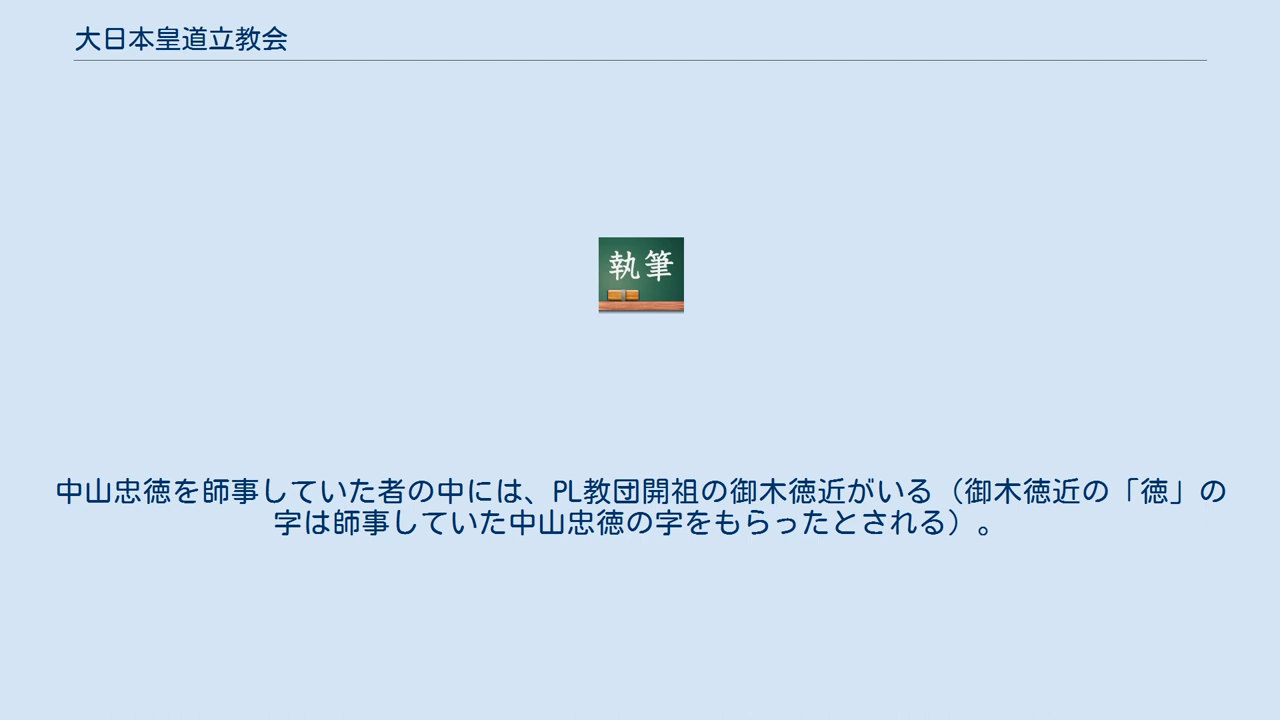 大日本皇道立教会
執筆
中山忠徳を師事していた者の中には、PL教団開祖の御木徳近がいる（御木徳近の「徳」の
字は師事していた中山忠徳の字をもらったとされる）。